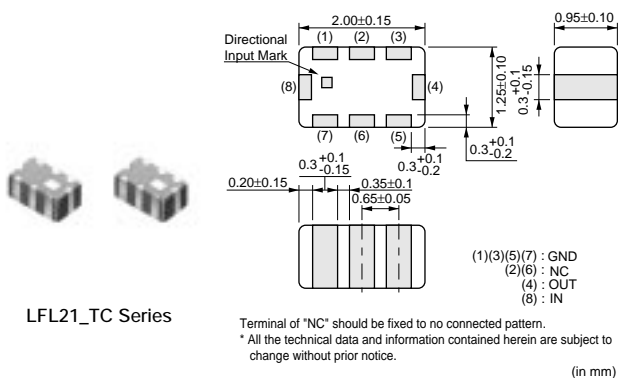 2.00±0.15
0.95±0.10
Directional
Input Mark
(1) (2) (3)
(8)
(4)
(7) (6) (5)
1.25±0.10
0.3 +0.1 -0.15
0.3 +0.1 -0.2
0.3 +0.1 -0.2
0.3 +0.1 -0.15
0.20±0.15
0.35±0.1
0.65±0.05
(1)(3)(5)(7) : GND
(2)(6) : NC
(4) : OUT
(8) : IN
LFL21_TC Series
Terminal of "NC" should be fixed to no connected pattern.
* All the technical data and information contained herein are subject to
change without prior notice.
(in mm)